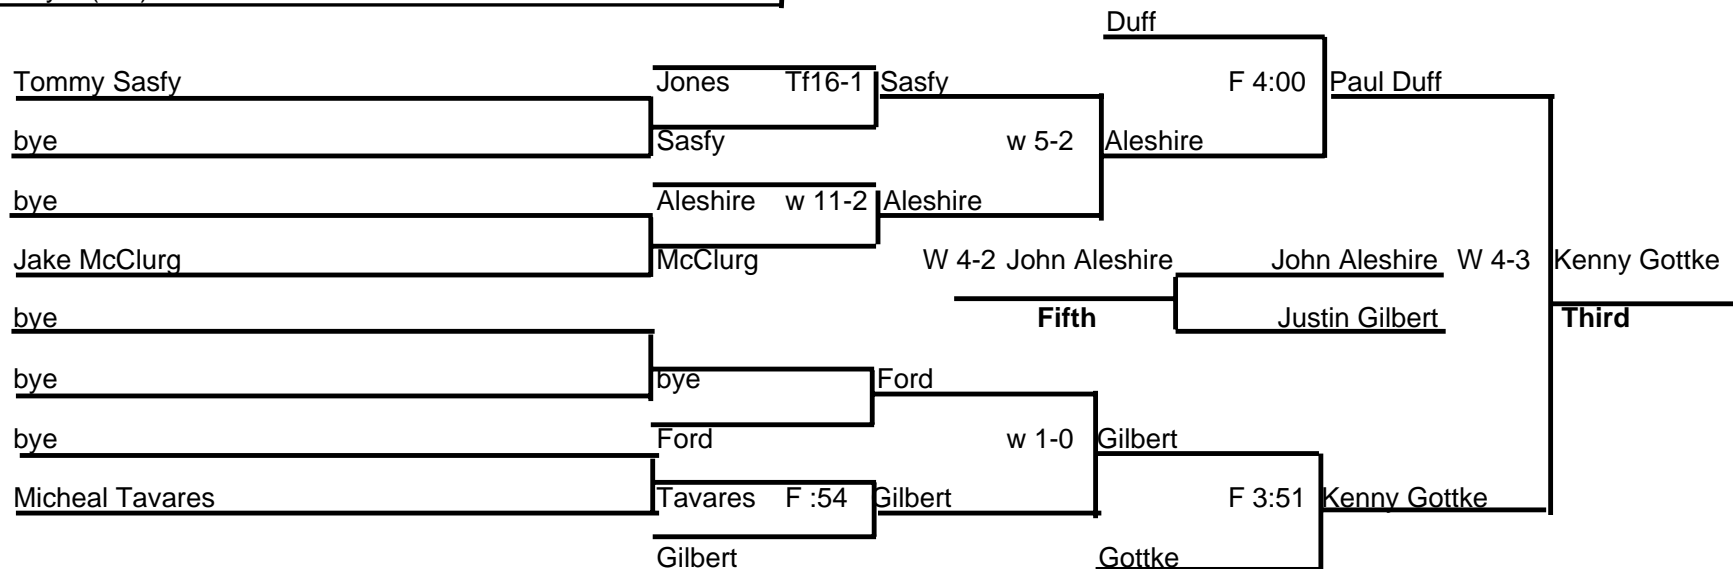 Duff
Tommy Sasfy Jones Tf16-1 Sasfy F 4:00 Paul Duff
bye Sasfy w 5-2 Aleshire
bye Aleshire w 11-2 Aleshire
Jake McClurg McClurg W 4-2 John Aleshire John Aleshire W 4-3 Kenny Gottke
bye Fifth Justin Gilbert Third
bye bye Ford
bye Ford w 1-0 Gilbert
Micheal Tavares Tavares F :54 Gilbert F 3:51 Kenny Gottke
Gilbert Gottke